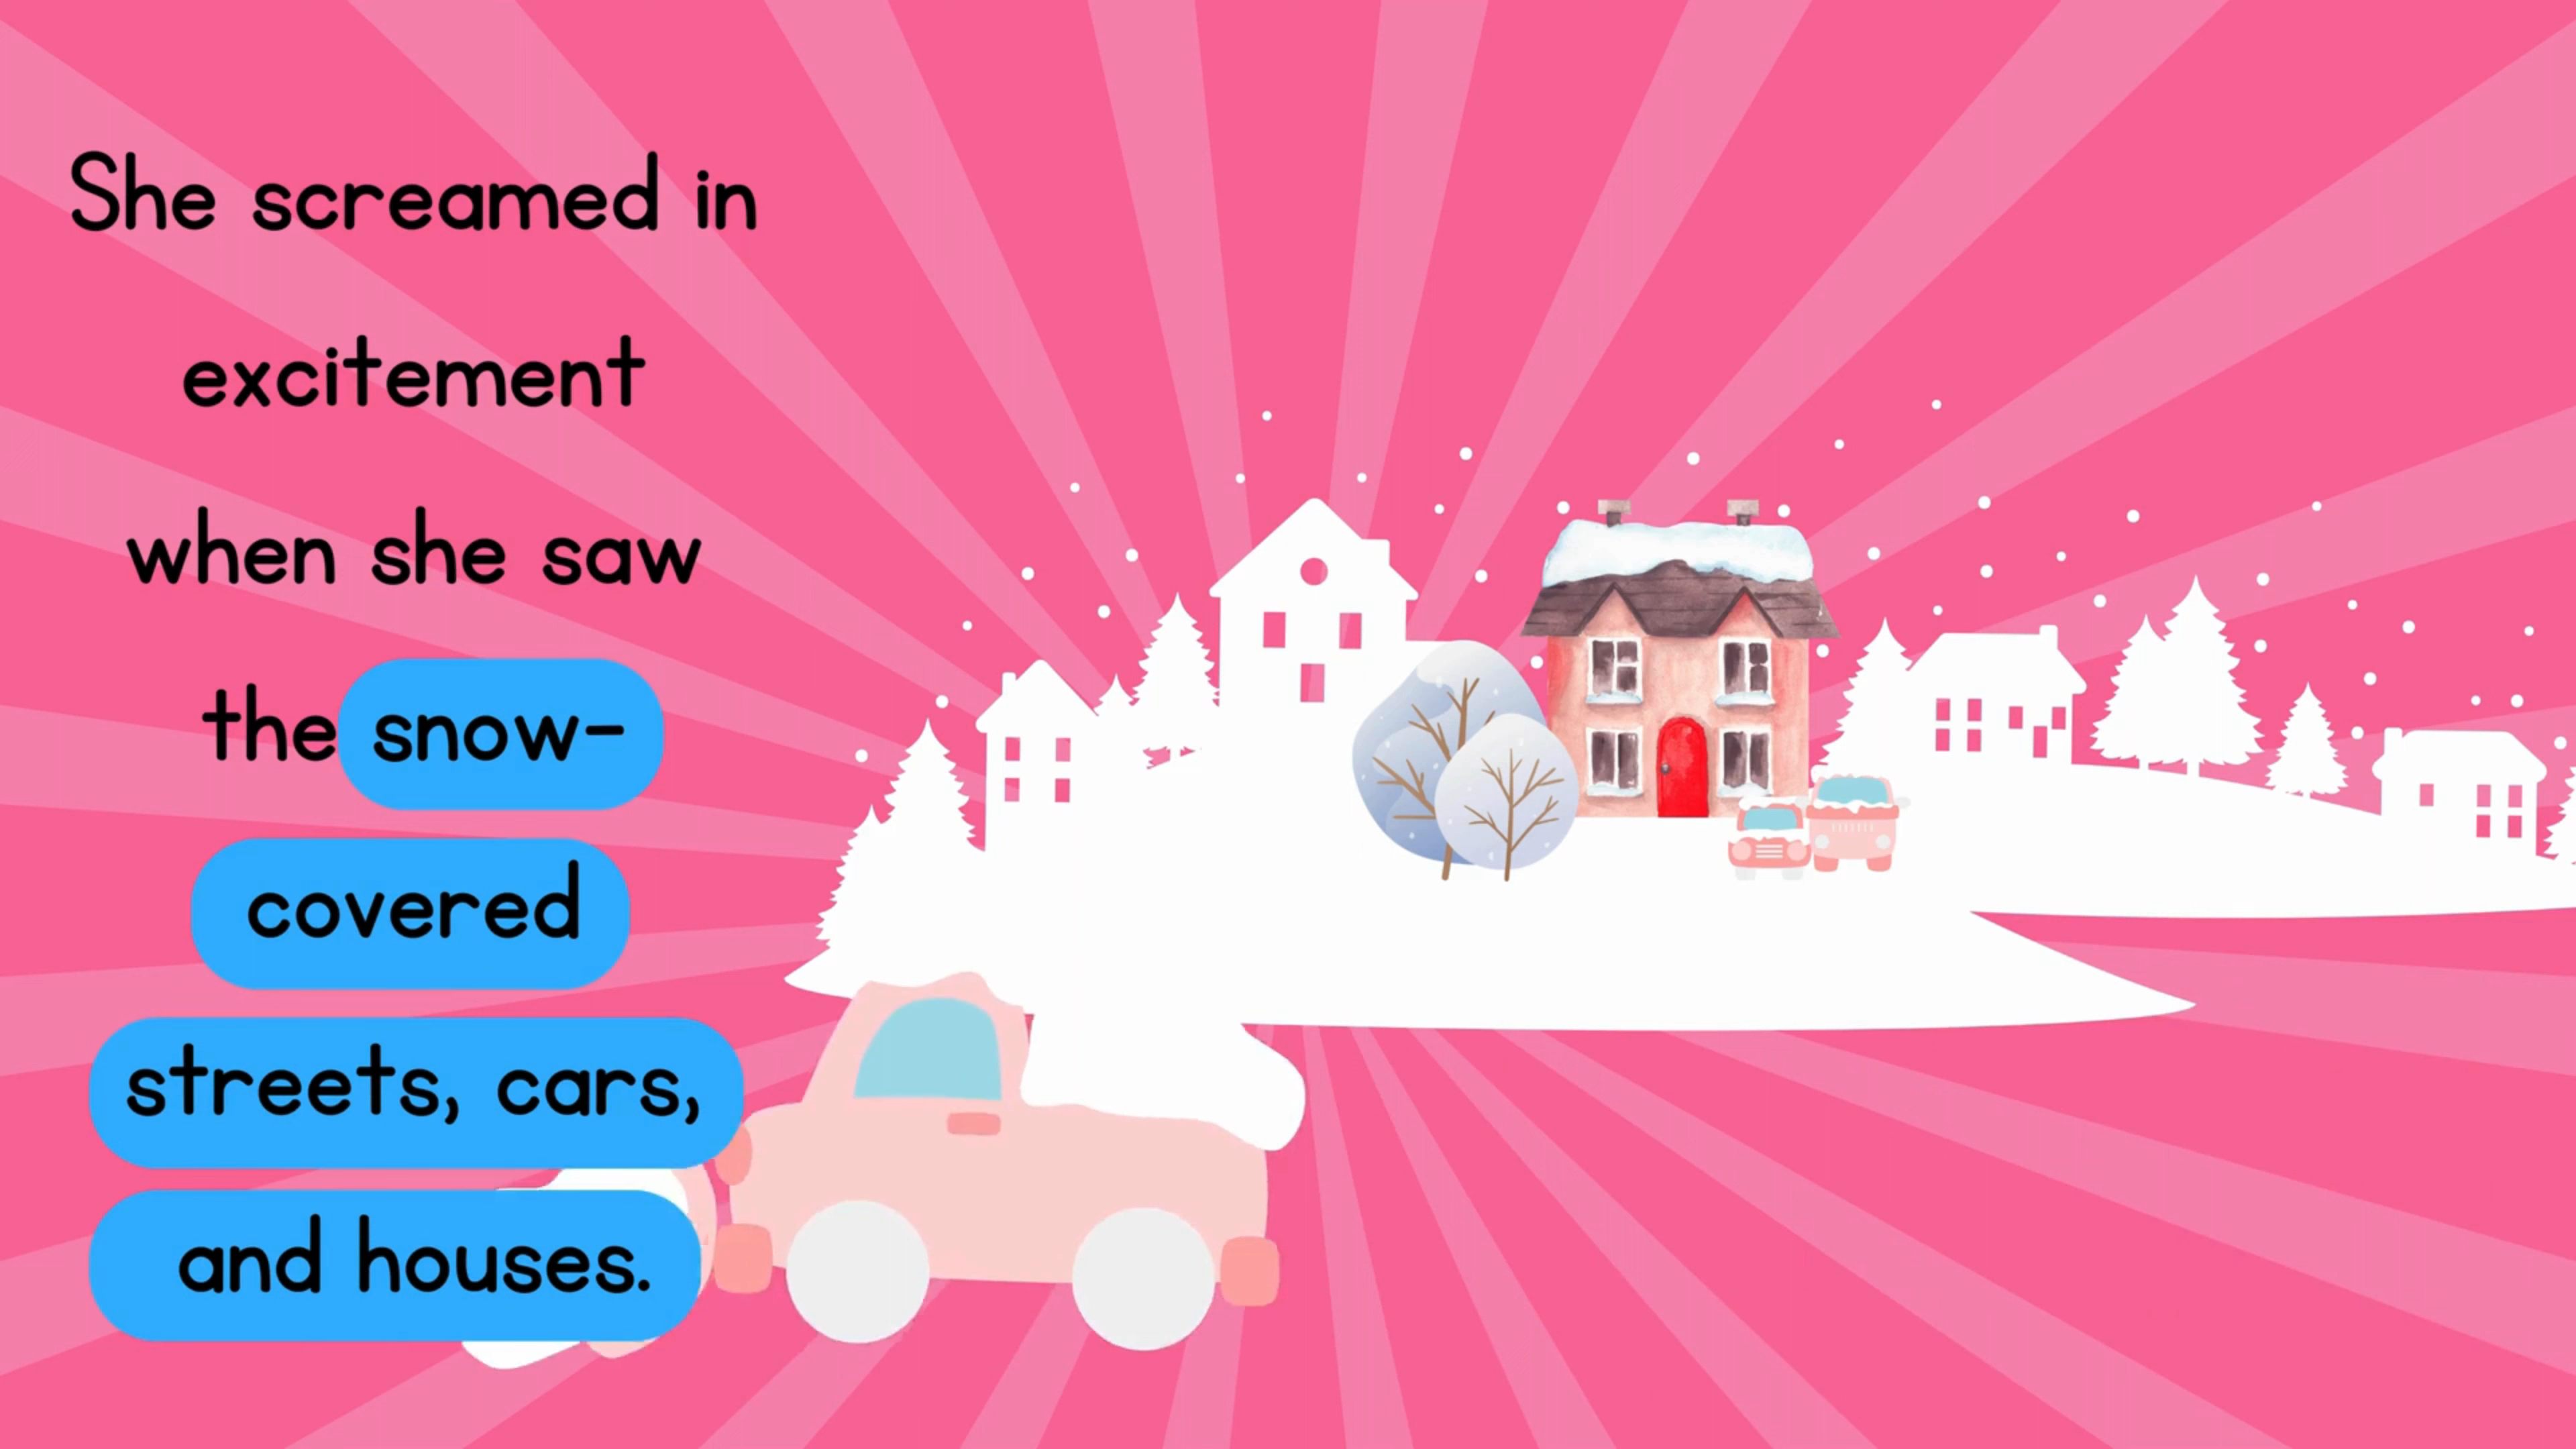 She screamed in
excitement
when she saw
the snow-
covered
streets, cars,
and houses.